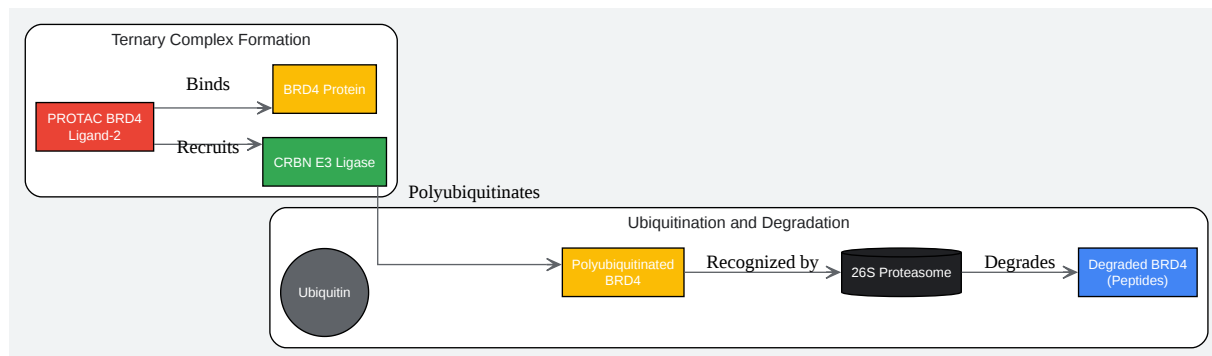 Ternary Complex Formation
Binds
BRD4 Protein
PROTAC BRD4
Ligand-2
Recruits
CRBN E3 Ligase
Polyubiquitinates
Ubiquitination and Degradation
Ubiquitin
Polyubiquitinated
BRD4
Recognized by
26S Proteasome
Degrades
Degraded BRD4
(Peptides)